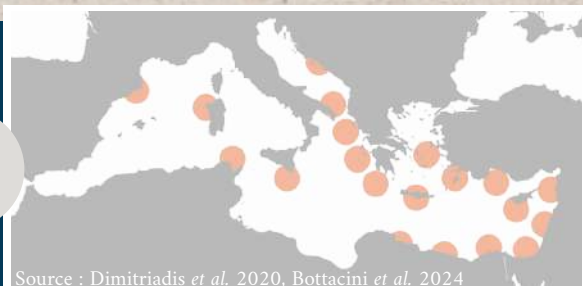 Source : Dimitriadis et al. 2020, Bottacini et al. 2024